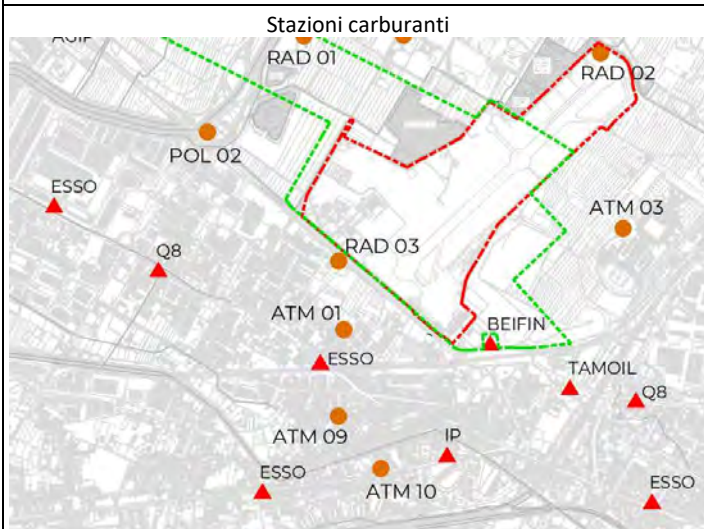 Stazioni carburanti
AGIP
RAD 01
RAD 02
POL 02
ESSO
ATM 03
Q8
RAD 03
ATM 01
BEIFIN
ESSO
TAMOIL
Q8
ATM 09
IP
ESSO
ATM 10
ESSO